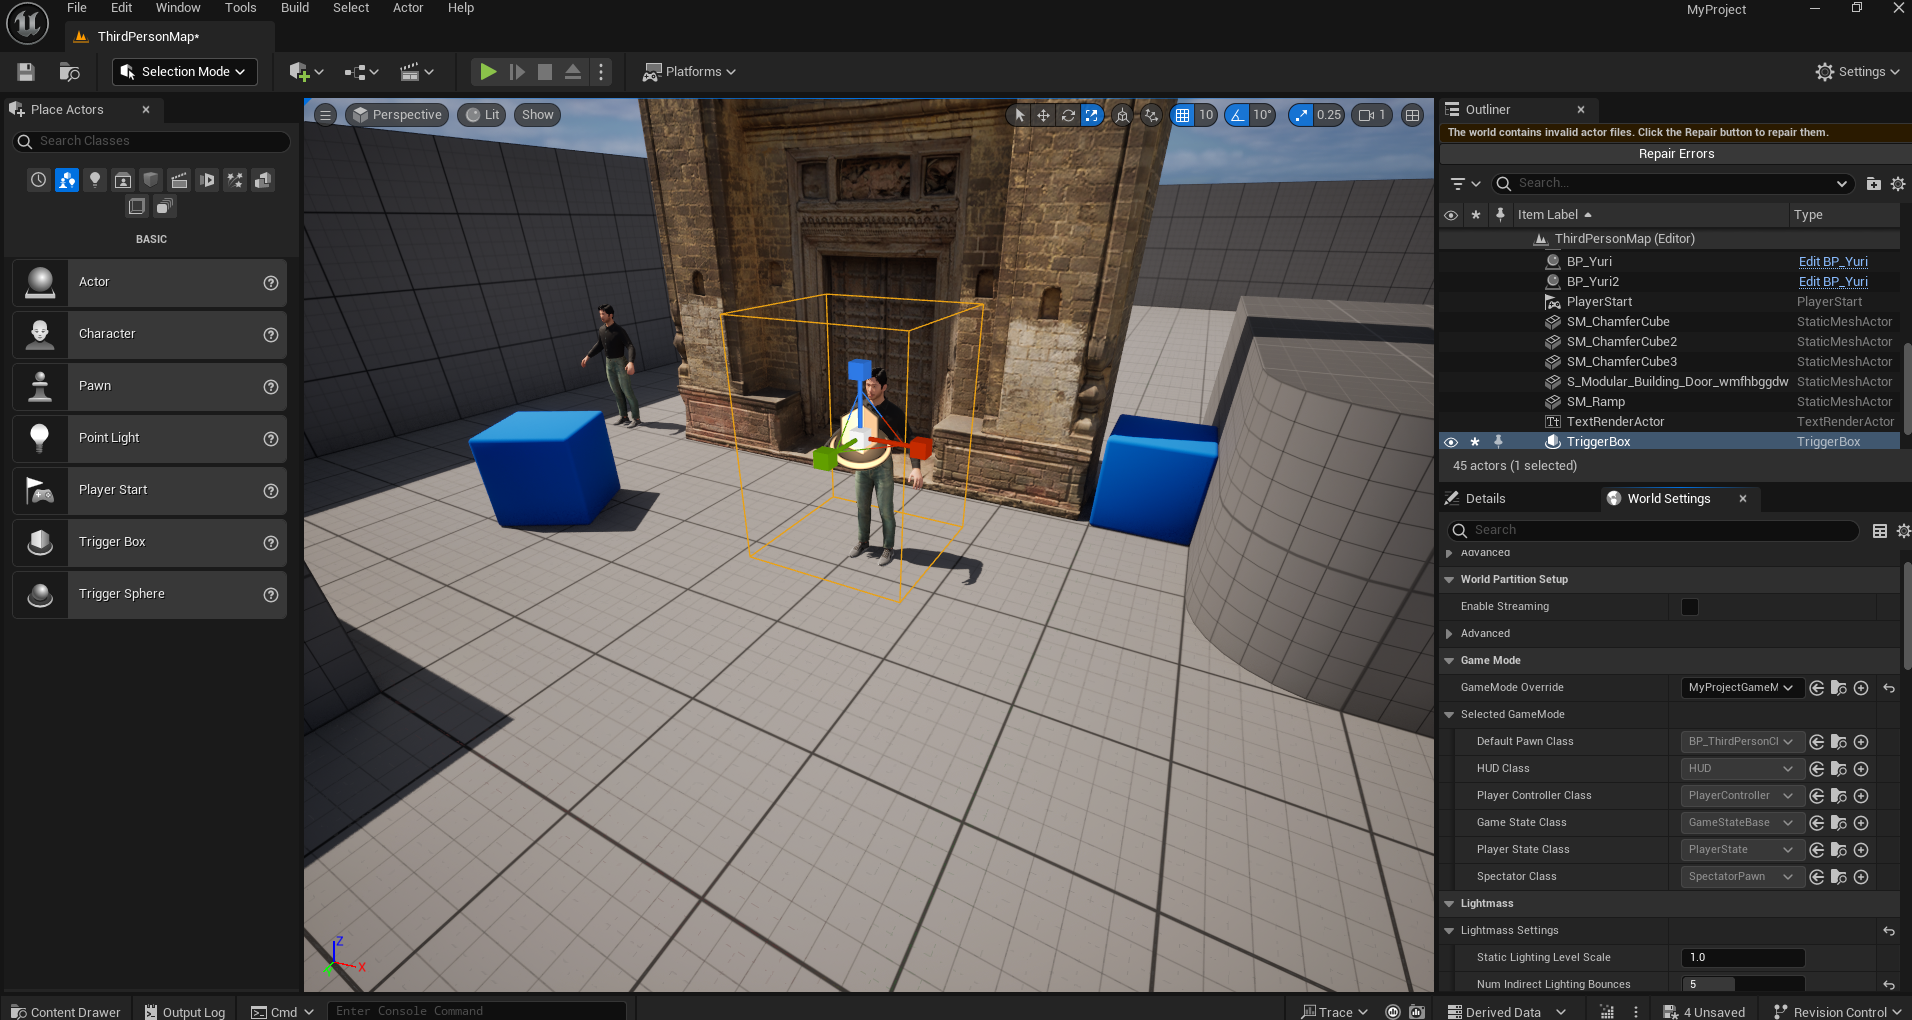 File Edit Window Tools Build Select Actor Help
MyProject
ThirdPersonMap*
Selection Mode
Platforms
Settings
Place Actors
Search Classes
BASIC
Actor
Character
Pawn
Point Light
Player Start
Trigger Box
Trigger Sphere
Perspective Lit Show
10 10° 0.25 1
Z
X
Outliner
The world contains invalid actor files. Click the Repair button to repair them.
Repair Errors
Search...
Item Label Type
ThirdPersonMap (Editor)
BP_Yuri Edit BP_Yuri
BP_Yuri2 Edit BP_Yuri
PlayerStart PlayerStart
SM_ChamferCube StaticMeshActor
SM_ChamferCube2 StaticMeshActor
SM_ChamferCube3 StaticMeshActor
S_Modular_Building_Door_wmfhbggdw StaticMeshActor
SM_Ramp StaticMeshActor
TextRenderActor TextRenderActor
TriggerBox TriggerBox
45 actors (1 selected)
Details World Settings
Search
Advanced
World Partition Setup
Enable Streaming
Advanced
Game Mode
GameMode Override MyProjectGameM
Selected GameMode
Default Pawn Class BP_ThirdPersonCl
HUD Class HUD
Player Controller Class PlayerController
Game State Class GameStateBase
Player State Class PlayerState
Spectator Class SpectatorPawn
Lightmass
Lightmass Settings
Static Lighting Level Scale 1.0
Num Indirect Lighting Bounces 5
Content Drawer Output Log Cmd Enter Console Command Trace Derived Data 4 Unsaved Revision Control